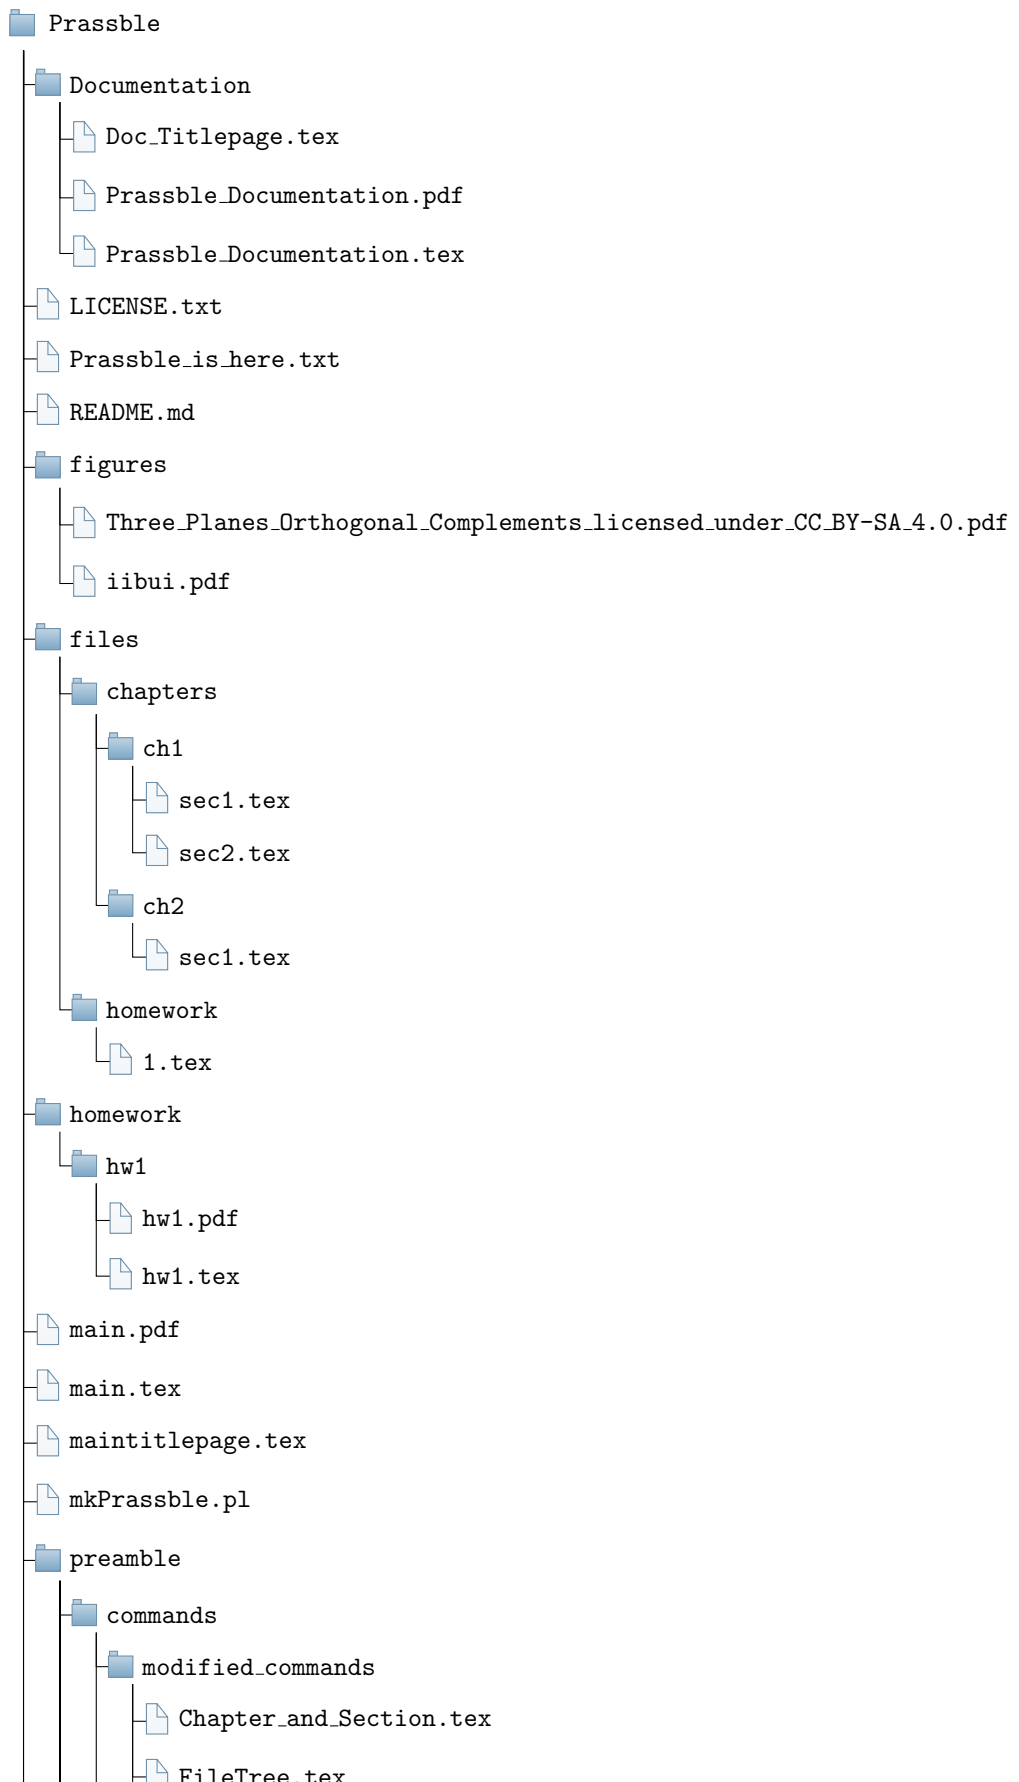 Prassble
Documentation
Doc_Titlepage.tex
Prassble_Documentation.pdf
Prassble_Documentation.tex
LICENSE.txt
Prassble_is_here.txt
README.md
figures
Three_Planes_Orthogonal_Complements_licensed_under_CC_BY-SA_4.0.pdf
iibui.pdf
files
chapters
ch1
sec1.tex
sec2.tex
ch2
sec1.tex
homework
1.tex
homework
hw1
hw1.pdf
hw1.tex
main.pdf
main.tex
maintitlepage.tex
mkPrassble.pl
preamble
commands
modified_commands
Chapter_and_Section.tex
FileTree.tex